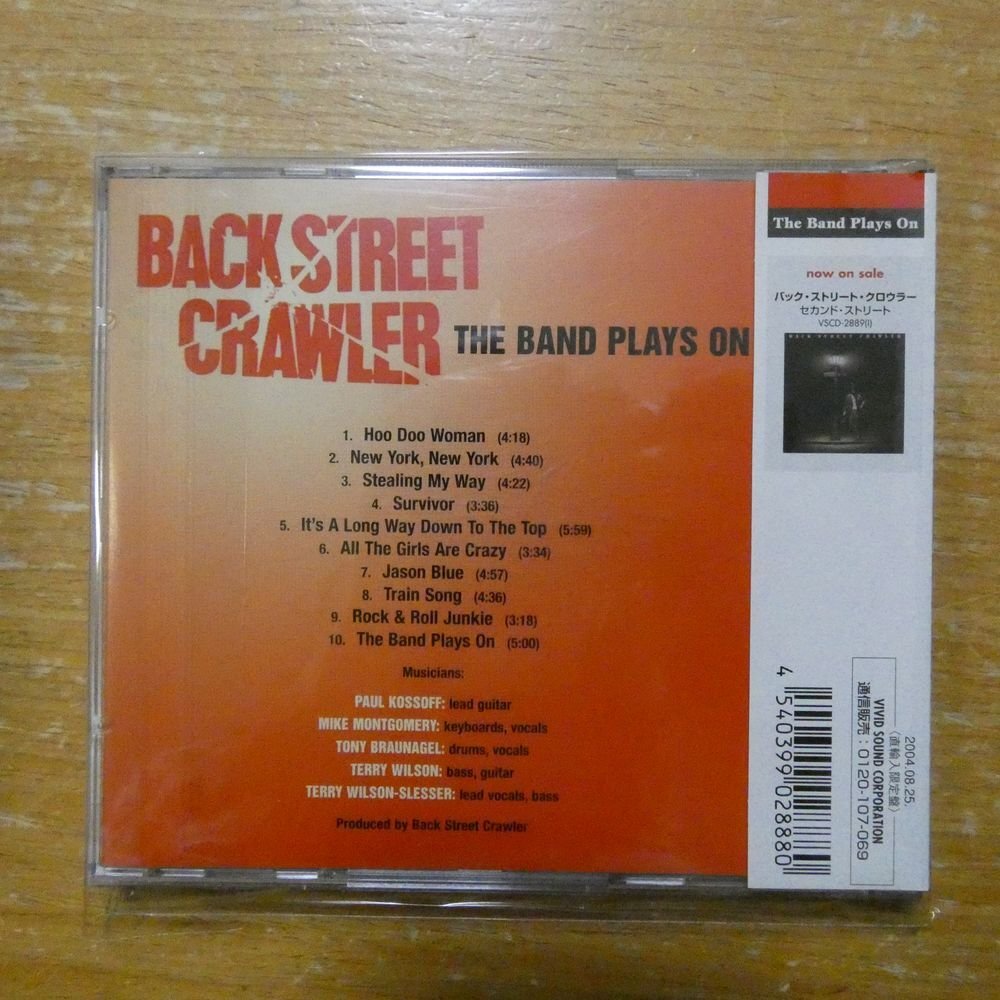 BACK STREET
CRAWLER
THE BAND PLAYS ON
1. Hoo Doo Woman (4:18)
2. New York, New York (4:40)
3. Stealing My Way (4:22)
4. Survivor (3:36)
5. It's A Long Way Down To The Top (5:59)
6. All The Girls Are Crazy (3:34)
7. Jason Blue (4:57)
8. Train Song (4:36)
9. Rock & Roll Junkie (3:18)
10. The Band Plays On (5:00)
Musicians:
PAUL KOSSOFF: lead guitar
MIKE MONTGOMERY: keyboards, vocals
TONY BRAUNAGEL: drums, vocals
TERRY WILSON: bass, guitar
TERRY WILSON-SLESSER: lead vocals, bass
Produced by Back Street Crawler
The Band Plays On
now on sale
バック・ストリート・クロウラー
セカンド・ストリート
VSCD-2889(I)
BACK STREET CRAWLER
2004.08.25.
(直輸入限定盤)
VIVID SOUND CORPORATION
通信販売:0120-107-069
4 540399 028880